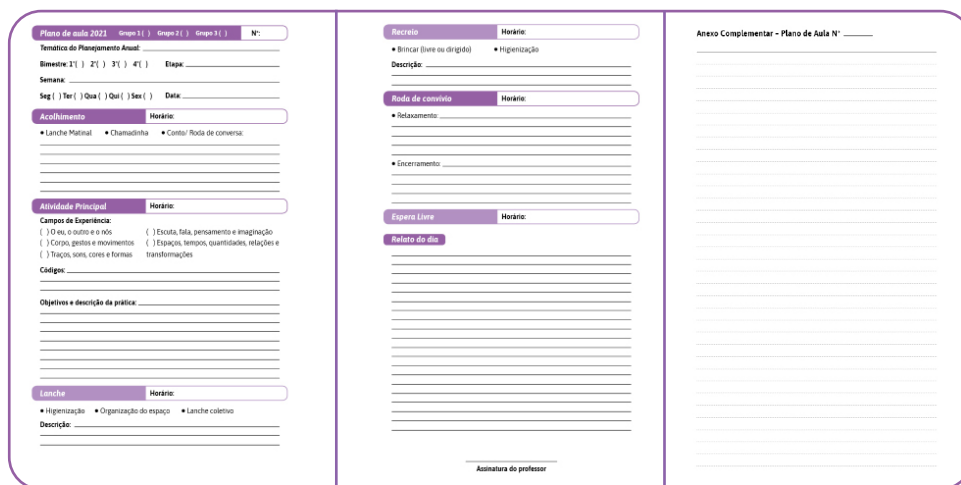 Plano de aula 2021 Grupo 1 ( ) Grupo 2 ( ) Grupo 3 ( ) N°:
Temática do Planejamento Anual:
Bimestre: 1°( ) 2°( ) 3°( ) 4°( ) Etapa:
Semana:
Seg ( ) Ter ( ) Qua ( ) Qui ( ) Sex ( ) Data:
Acolhimento Horário:
• Lanche Matinal • Chamadinha • Conto/ Roda de conversa:
Atividade Principal Horário:
Campos de Experiência:
( ) O eu, o outro e o nós ( ) Escuta, fala, pensamento e imaginação
( ) Corpo, gestos e movimentos ( ) Espaços, tempos, quantidades, relações e
( ) Traços, sons, cores e formas transformações
Códigos:
Objetivos e descrição da prática:
Lanche Horário:
• Higienização • Organização do espaço • Lanche coletivo
Descrição:
Recreio Horário:
• Brincar (livre ou dirigido) • Higienização
Descrição:
Roda de convívio Horário:
• Relaxamento:
• Encerramento:
Espera Livre Horário:
Relato do dia
Assinatura do professor
Anexo Complementar - Plano de Aula N°